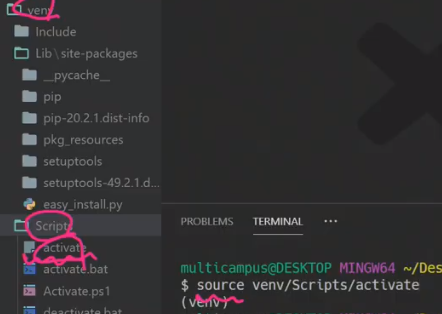 venv
Include
Lib\site-packages
__pycache__
pip
pip-20.2.1.dist-info
pkg_resources
setuptools
setuptools-49.2.1.d...
easy_install.py
Scripts
activate
activate.bat
Activate.ps1
deactivate.bat
PROBLEMS TERMINAL ...
multicampus@DESKTOP MINGW64 ~/Des
$ source venv/Scripts/activate
(venv)